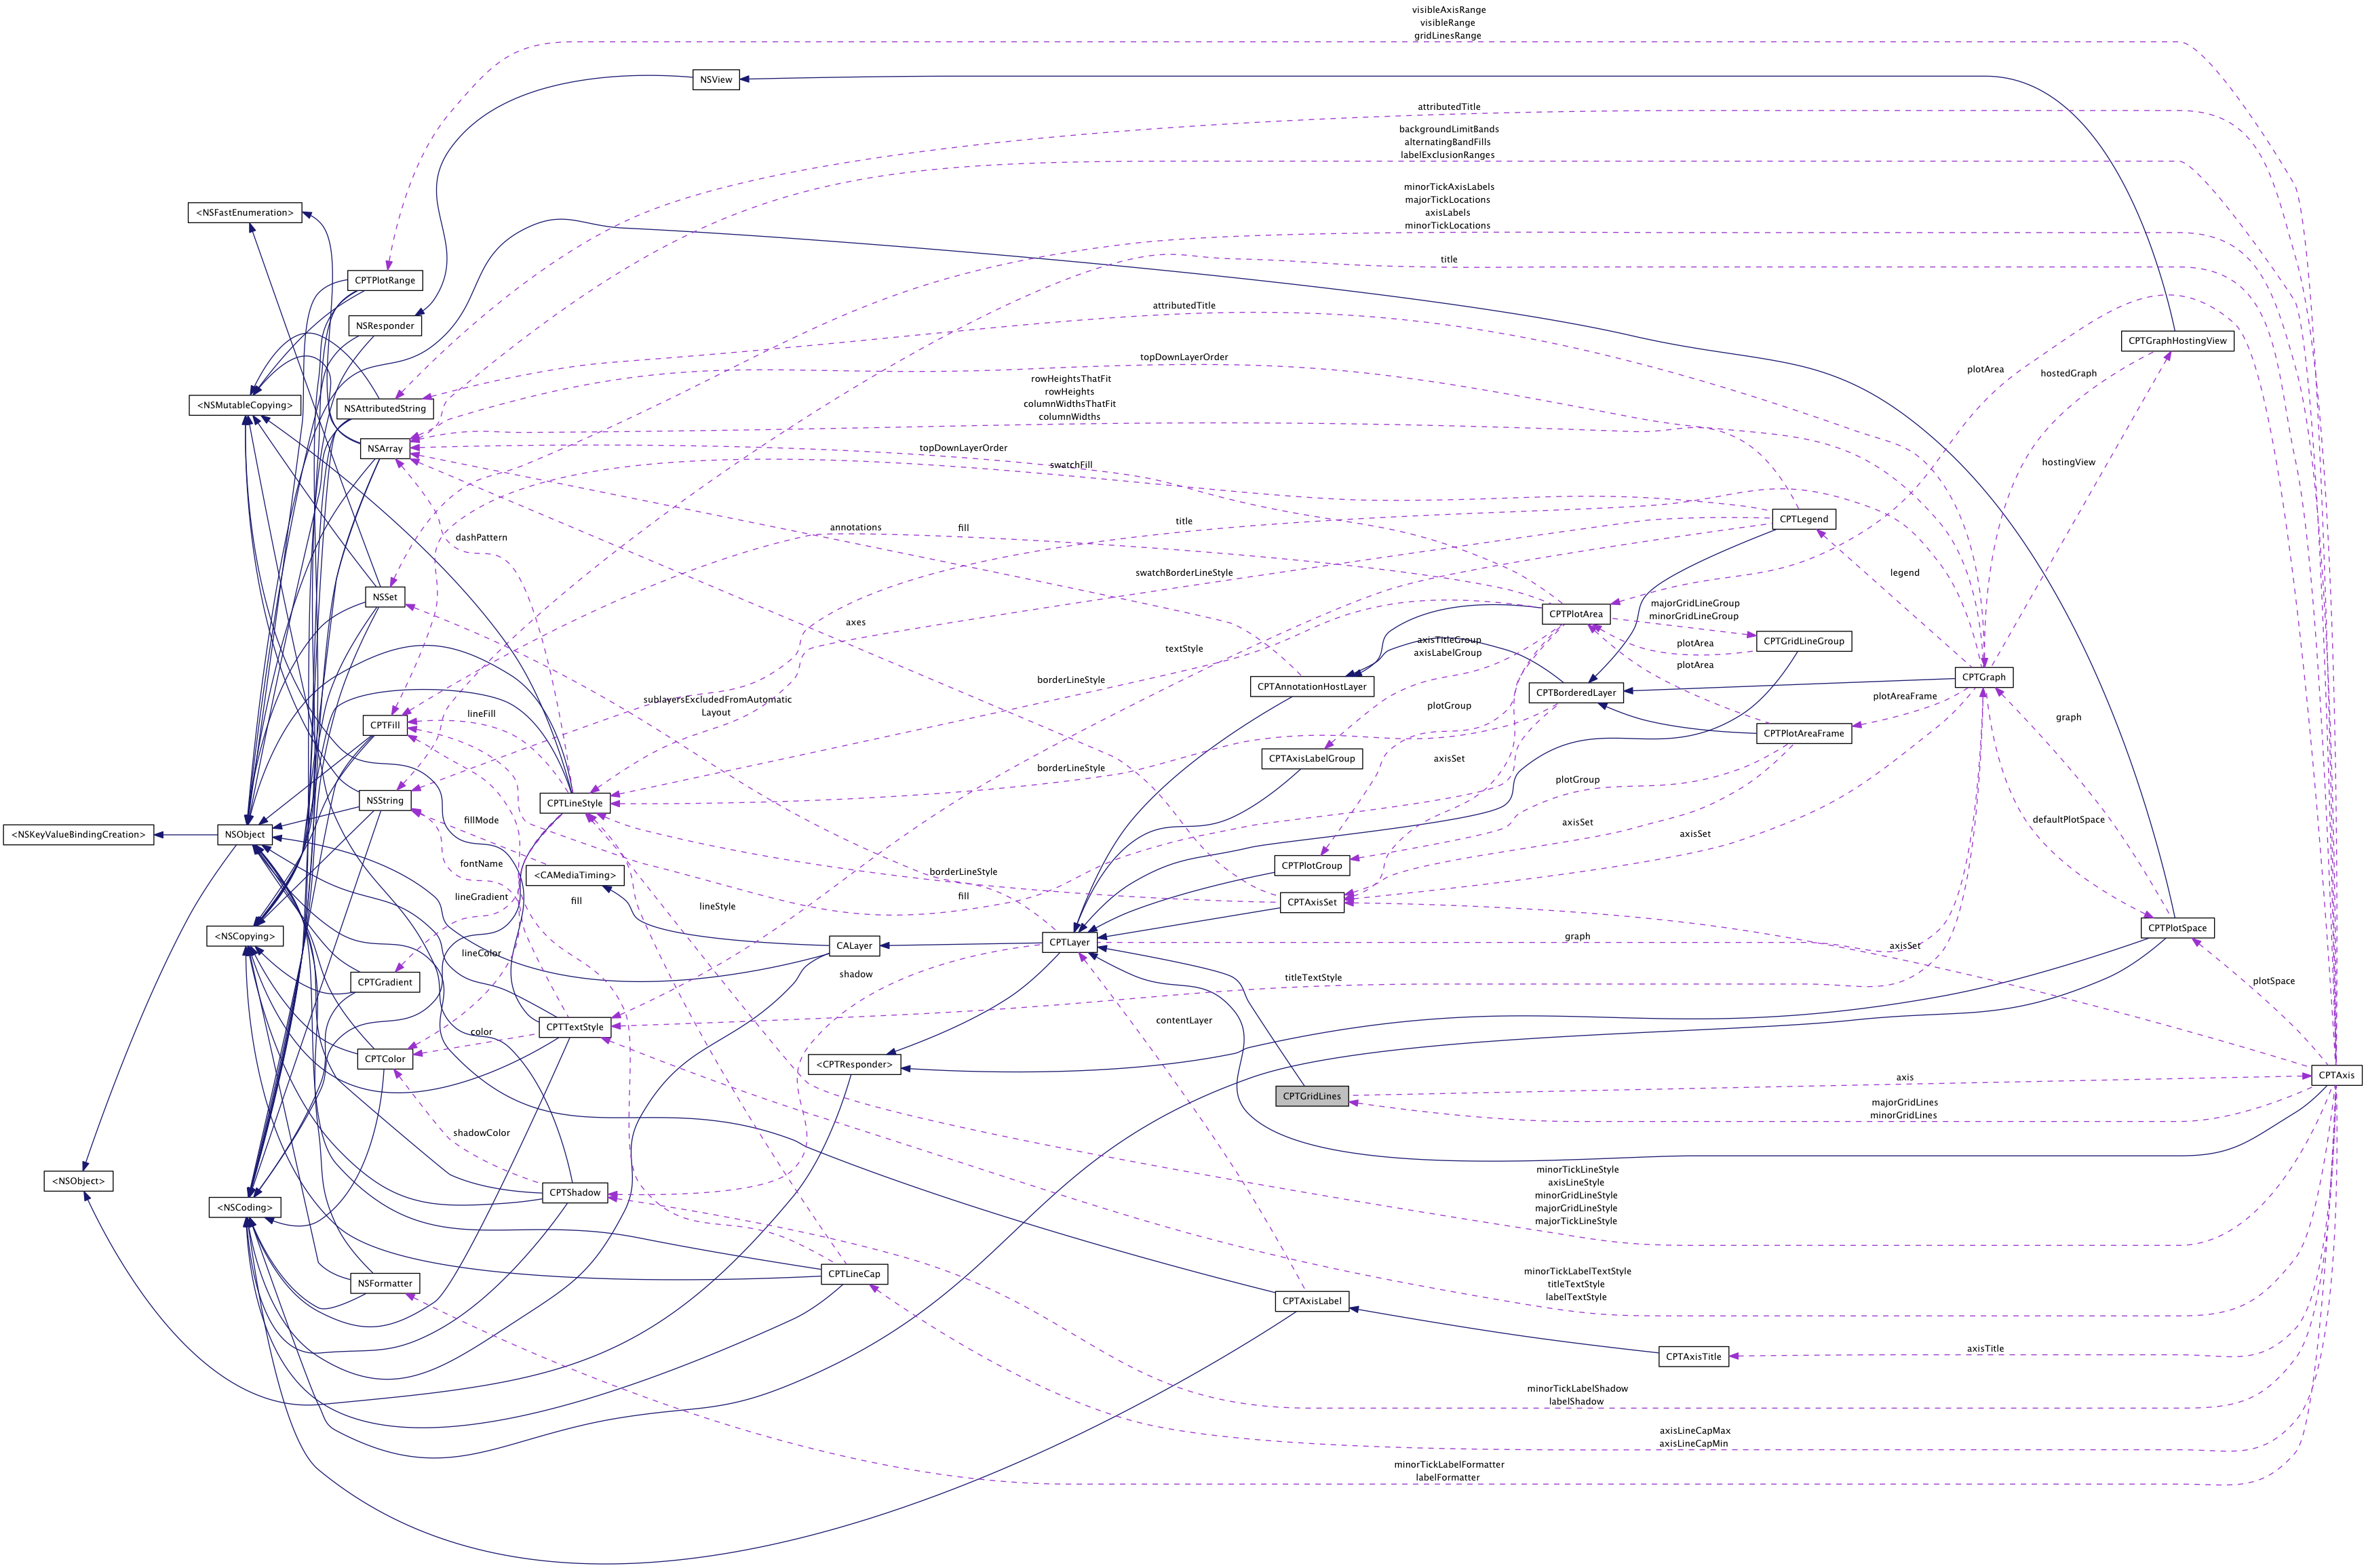 visibleAxisRange
visibleRange
gridLinesRange
NSView
attributedTitle
backgroundLimitBands
alternatingBandFills
labelExclusionRanges
minorTickAxisLabels
majorTickLocations
axisLabels
minorTickLocations
<NSFastEnumeration>
title
CPTPlotRange
attributedTitle
NSResponder
CPTGraphHostingView
topDownLayerOrder
plotArea
hostedGraph
rowHeightsThatFit
rowHeights
columnWidthsThatFit
columnWidths
<NSMutableCopying>
NSAttributedString
NSArray
topDownLayerOrder
swatchFill
hostingView
CPTLegend
title
annotations
fill
dashPattern
swatchBorderLineStyle
legend
NSSet
majorGridLineGroup
minorGridLineGroup
CPTPlotArea
axes
axisTitleGroup
axisLabelGroup
CPTGridLineGroup
plotArea
textStyle
plotArea
borderLineStyle
CPTAnnotationHostLayer
CPTBorderedLayer
CPTGraph
sublayersExcludedFromAutomatic
Layout
plotAreaFrame
plotGroup
lineFill
graph
CPTFill
CPTPlotAreaFrame
CPTAxisLabelGroup
axisSet
borderLineStyle
plotGroup
NSString
CPTLineStyle
fillMode
axisSet
defaultPlotSpace
axisSet
<NSKeyValueBindingCreation>
NSObject
fontName
<CAMediaTiming>
CPTPlotGroup
borderLineStyle
lineGradient
fill
fill
lineStyle
CPTAxisSet
CPTPlotSpace
<NSCopying>
CALayer
CPTLayer
graph
axisSet
lineColor
shadow
titleTextStyle
plotSpace
CPTGradient
contentLayer
CPTTextStyle
color
CPTColor
<CPTResponder>
CPTAxis
axis
CPTGridLines
majorGridLines
minorGridLines
shadowColor
<NSObject>
minorTickLineStyle
axisLineStyle
minorGridLineStyle
majorGridLineStyle
majorTickLineStyle
CPTShadow
<NSCoding>
CPTLineCap
NSFormatter
minorTickLabelTextStyle
titleTextStyle
labelTextStyle
CPTAxisLabel
axisTitle
CPTAxisTitle
minorTickLabelShadow
labelShadow
axisLineCapMax
axisLineCapMin
minorTickLabelFormatter
labelFormatter